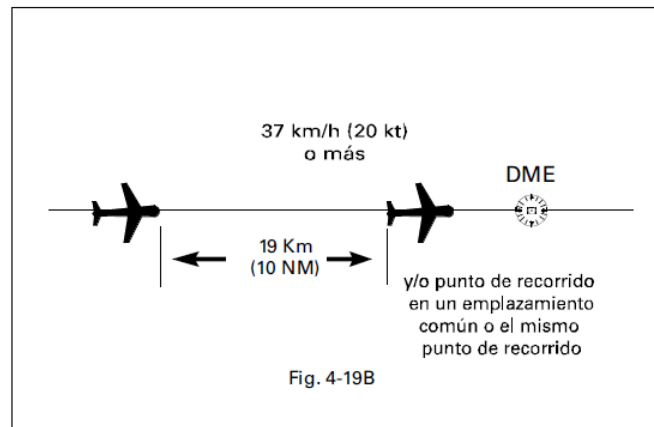 37 km/h (20 kt)
o más
DME
19 Km
(10 NM)
y/o punto de recorrido
en un emplazamiento
común o el mismo
punto de recorrido
Fig. 4-19B